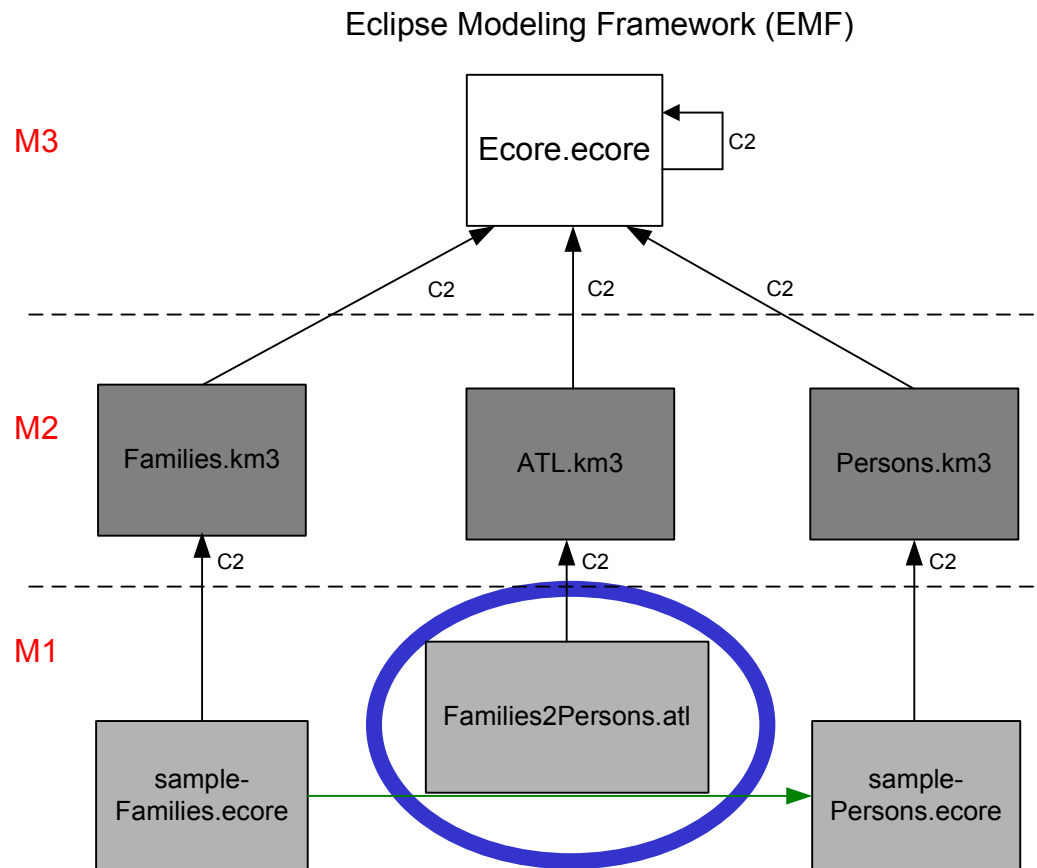 Eclipse Modeling Framework (EMF)
M3
Ecore.ecore
C2
C2
C2
C2
M2
Families.km3
ATL.km3
Persons.km3
C2
C2
C2
M1
Families2Persons.atl
sample-
Families.ecore
sample-
Persons.ecore